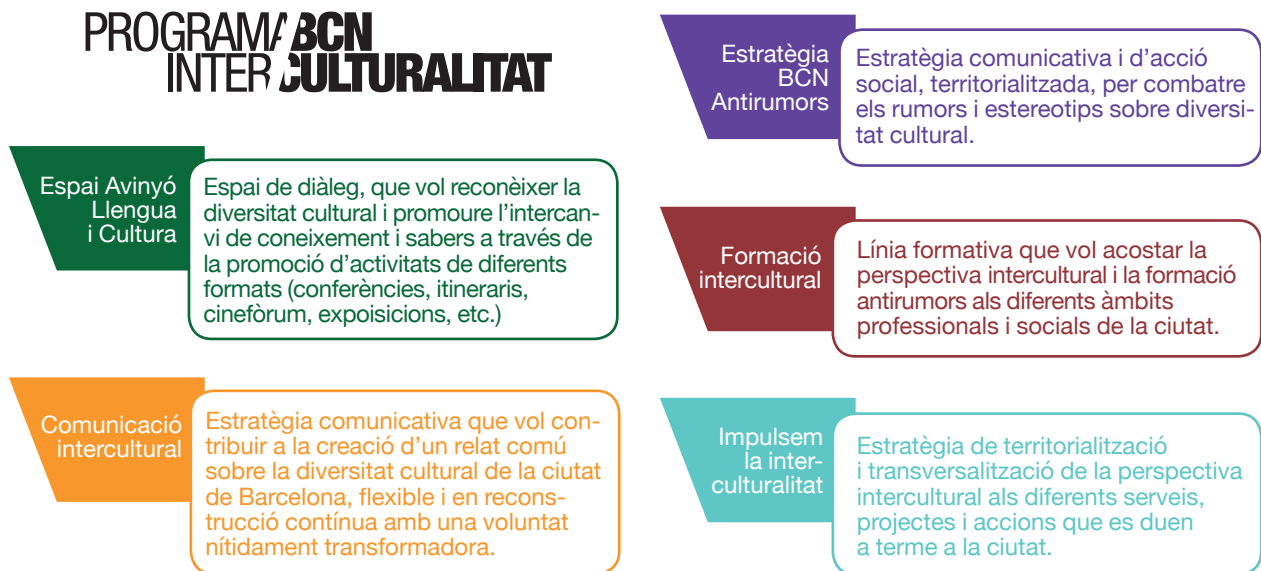 PROGRAMA BCN
INTERCULTURALITAT
Espai Avinyó
Llengua
i Cultura
Espai de diàleg, que vol reconèixer la
diversitat cultural i promoure l’intercan-
vi de coneixement i sabers a través de
la promoció d’activitats de diferents
formats (conferències, itineraris,
cinefòrum, expoisicions, etc.)
Comunicació
intercultural
Estratègia comunicativa que vol con-
tribuir a la creació d’un relat comú
sobre la diversitat cultural de la ciutat
de Barcelona, flexible i en recons-
trucció contínua amb una voluntat
nítidament transformadora.
Estratègia
BCN
Antirumors
Estratègia comunicativa i d’acció
social, territorialitzada, per combatre
els rumors i estereotips sobre diversi-
tat cultural.
Formació
intercultural
Línia formativa que vol acostar la
perspectiva intercultural i la formació
antirumors als diferents àmbits
professionals i socials de la ciutat.
Impulsem
la inter-
culturalitat
Estratègia de territorialització
i transversalització de la perspectiva
intercultural als diferents serveis,
projectes i accions que es duen
a terme a la ciutat.